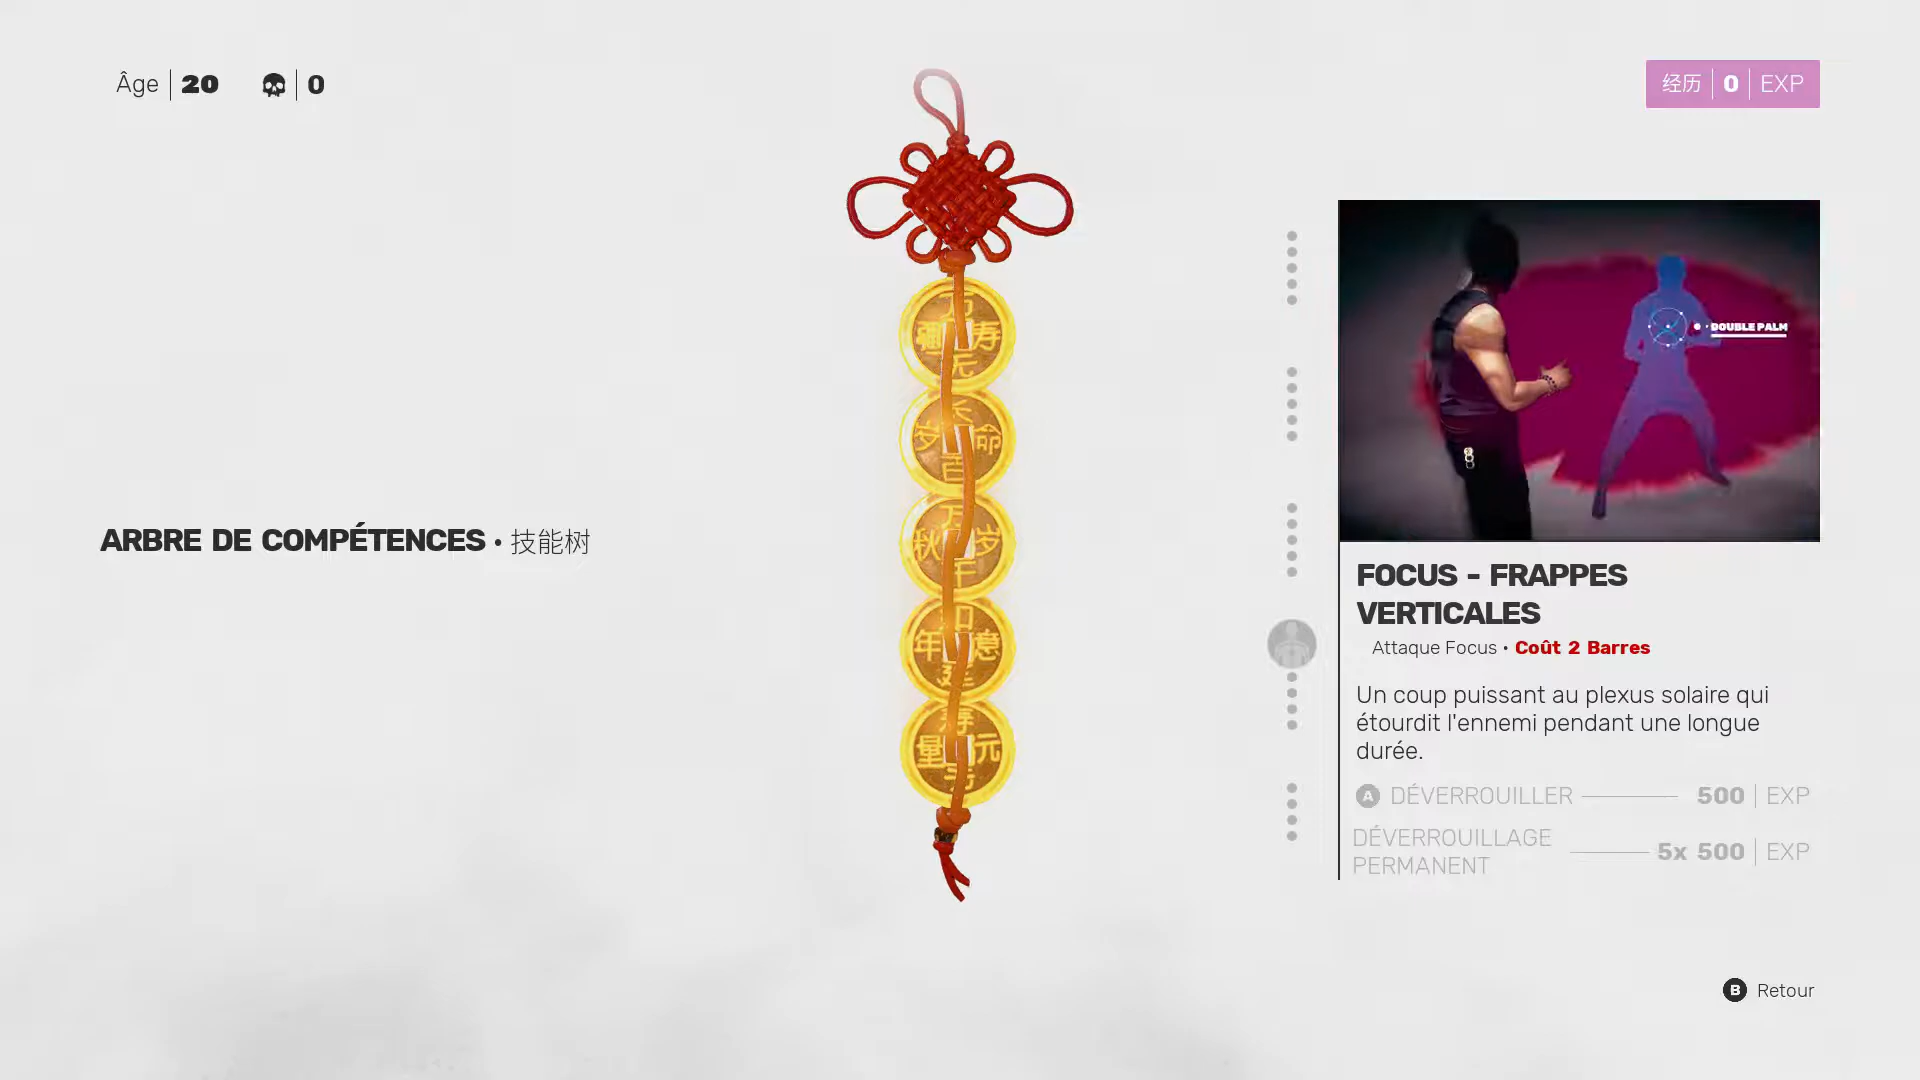 Âge 20 0
经历 0 EXP
DOUBLE PALM
ARBRE DE COMPÉTENCES • 技能树
FOCUS - FRAPPES
VERTICALES
Attaque Focus • Coût 2 Barres
Un coup puissant au plexus solaire qui
étourdit l'ennemi pendant une longue
durée.
A DÉVERROUILLER 500 EXP
DÉVERROUILLAGE
PERMANENT 5x 500 EXP
B Retour